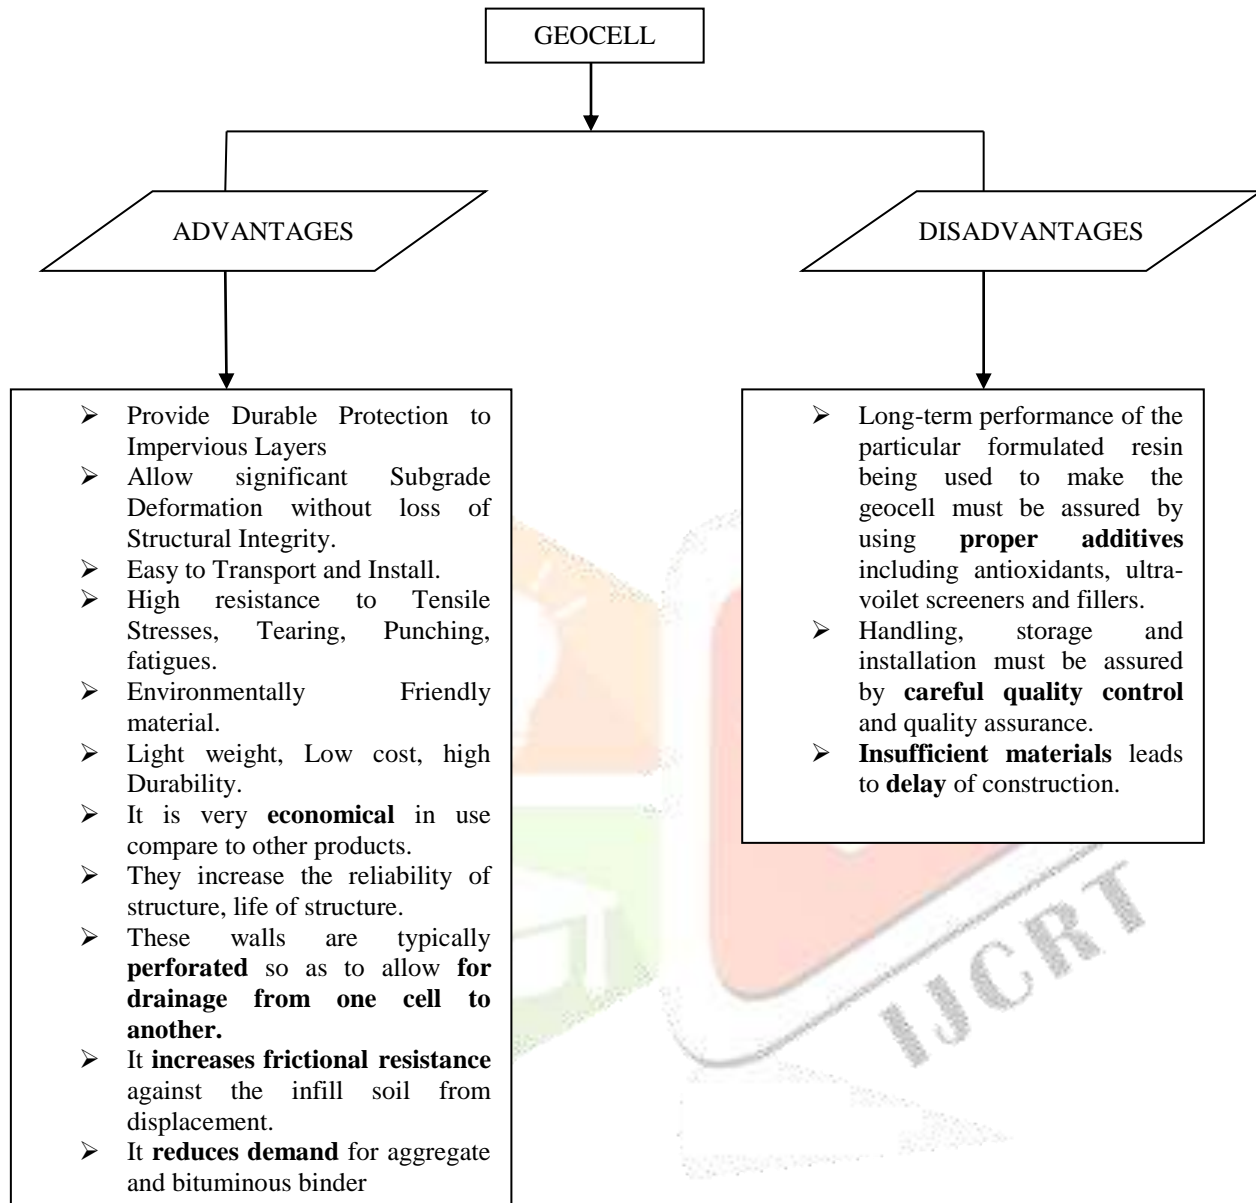 GEOCELL
ADVANTAGES
DISADVANTAGES
➢ Provide Durable Protection to
Impervious Layers
➢ Allow significant Subgrade
Deformation without loss of
Structural Integrity.
➢ Easy to Transport and Install.
➢ High resistance to Tensile
Stresses, Tearing, Punching,
fatigues.
➢ Environmentally Friendly
material.
➢ Light weight, Low cost, high
Durability.
➢ It is very economical in use
compare to other products.
➢ They increase the reliability of
structure, life of structure.
➢ These walls are typically
perforated so as to allow for
drainage from one cell to
another.
➢ It increases frictional resistance
against the infill soil from
displacement.
➢ It reduces demand for aggregate
and bituminous binder
➢ Long-term performance of the
particular formulated resin
being used to make the
geocell must be assured by
using proper additives
including antioxidants, ultra-
voilet screeners and fillers.
➢ Handling, storage and
installation must be assured
by careful quality control
and quality assurance.
➢ Insufficient materials leads
to delay of construction.
IJCRT